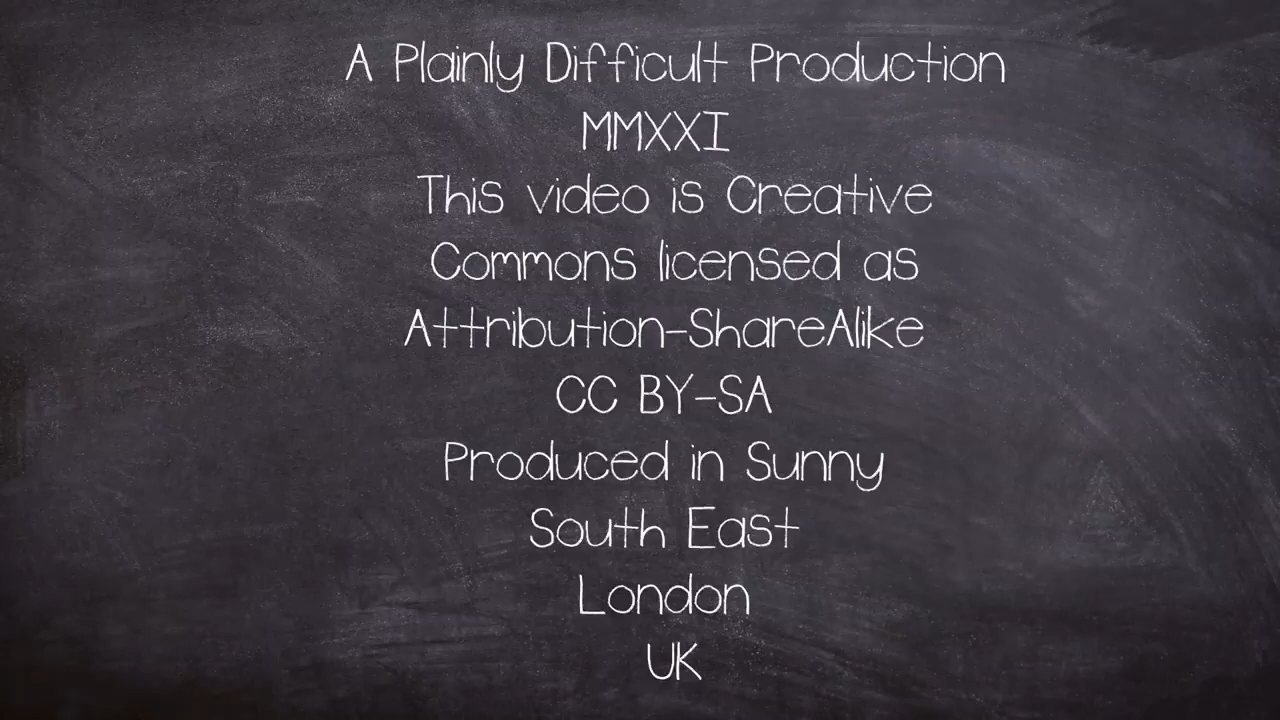 A Plainly Difficult Production
MMXXI
This video is Creative
Commons licensed as
Attribution-ShareAlike
CC BY-SA
Produced in Sunny
South East
London
UK